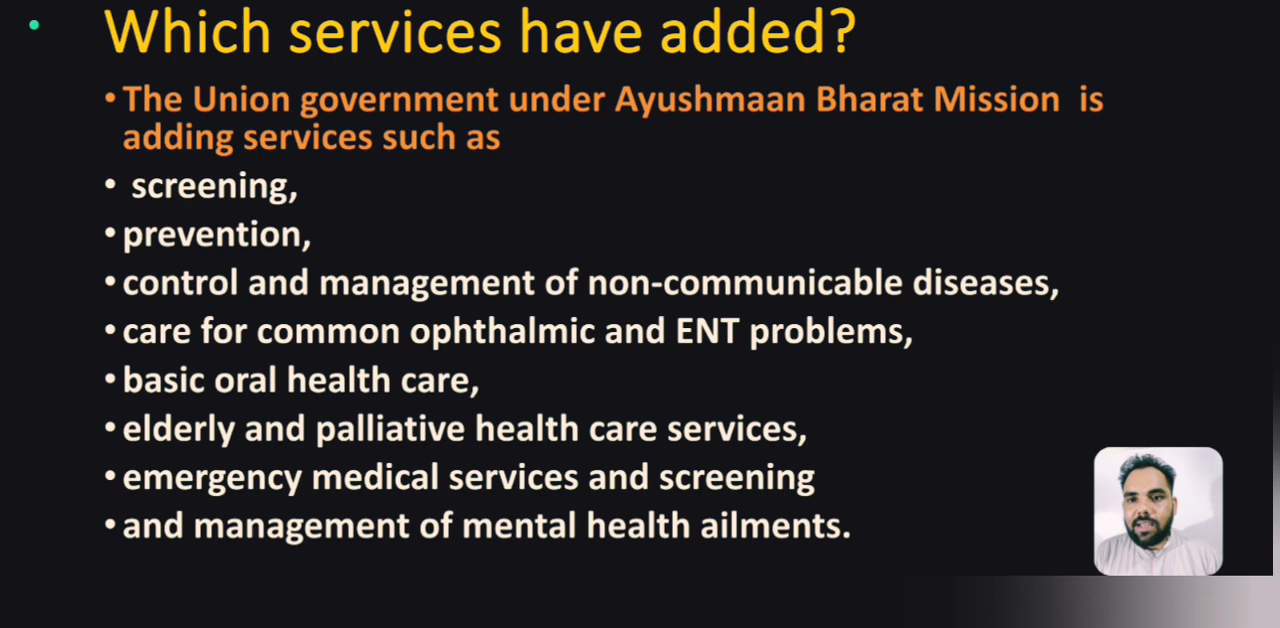 Which services have added?
• The Union government under Ayushmaan Bharat Mission is
adding services such as
• screening,
• prevention,
• control and management of non-communicable diseases,
• care for common ophthalmic and ENT problems,
• basic oral health care,
• elderly and palliative health care services,
• emergency medical services and screening
• and management of mental health ailments.